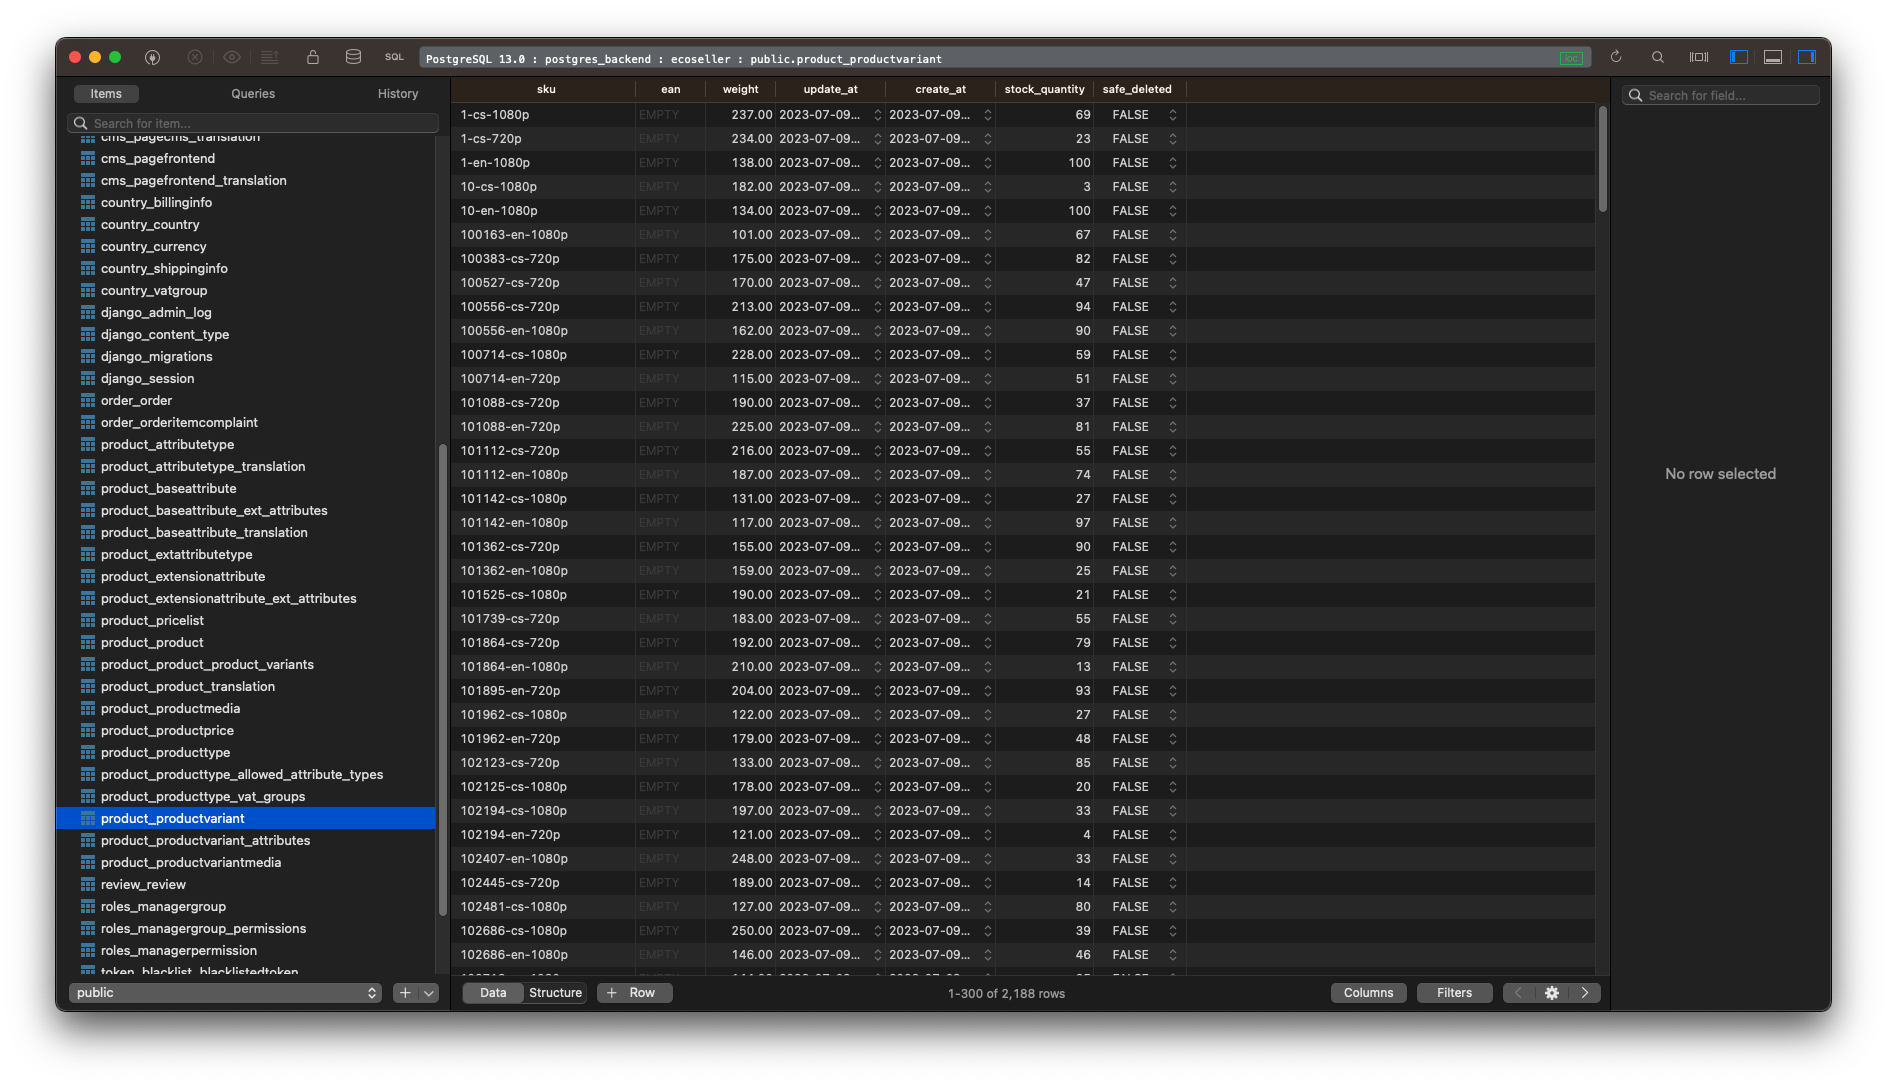 SQL
PostgreSQL 13.0 : postgres_backend : ecoseller : public.product_productvariant
loc
Items Queries History
Search for item...
cms_pagecms_translation
cms_pagefrontend
cms_pagefrontend_translation
country_billinginfo
country_country
country_currency
country_shippinginfo
country_vatgroup
django_admin_log
django_content_type
django_migrations
django_session
order_order
order_orderitemcomplaint
product_attributetype
product_attributetype_translation
product_baseattribute
product_baseattribute_ext_attributes
product_baseattribute_translation
product_extattributetype
product_extensionattribute
product_extensionattribute_ext_attributes
product_pricelist
product_product
product_product_product_variants
product_product_translation
product_productmedia
product_productprice
product_producttype
product_producttype_allowed_attribute_types
product_producttype_vat_groups
product_productvariant
product_productvariant_attributes
product_productvariantmedia
review_review
roles_managergroup
roles_managergroup_permissions
roles_managerpermission
token_blacklist_blacklistedtoken
public
sku ean weight update_at create_at stock_quantity safe_deleted
1-cs-1080p EMPTY 237.00 2023-07-09... 2023-07-09... 69 FALSE
1-cs-720p EMPTY 234.00 2023-07-09... 2023-07-09... 23 FALSE
1-en-1080p EMPTY 138.00 2023-07-09... 2023-07-09... 100 FALSE
10-cs-1080p EMPTY 182.00 2023-07-09... 2023-07-09... 3 FALSE
10-en-1080p EMPTY 134.00 2023-07-09... 2023-07-09... 100 FALSE
100163-en-1080p EMPTY 101.00 2023-07-09... 2023-07-09... 67 FALSE
100383-cs-720p EMPTY 175.00 2023-07-09... 2023-07-09... 82 FALSE
100527-cs-720p EMPTY 170.00 2023-07-09... 2023-07-09... 47 FALSE
100556-cs-720p EMPTY 213.00 2023-07-09... 2023-07-09... 94 FALSE
100556-en-1080p EMPTY 162.00 2023-07-09... 2023-07-09... 90 FALSE
100714-cs-1080p EMPTY 228.00 2023-07-09... 2023-07-09... 59 FALSE
100714-en-720p EMPTY 115.00 2023-07-09... 2023-07-09... 51 FALSE
101088-cs-720p EMPTY 190.00 2023-07-09... 2023-07-09... 37 FALSE
101088-en-720p EMPTY 225.00 2023-07-09... 2023-07-09... 81 FALSE
101112-cs-720p EMPTY 216.00 2023-07-09... 2023-07-09... 55 FALSE
101112-en-1080p EMPTY 187.00 2023-07-09... 2023-07-09... 74 FALSE
101142-cs-1080p EMPTY 131.00 2023-07-09... 2023-07-09... 27 FALSE
101142-en-1080p EMPTY 117.00 2023-07-09... 2023-07-09... 97 FALSE
101362-cs-720p EMPTY 155.00 2023-07-09... 2023-07-09... 90 FALSE
101362-en-1080p EMPTY 159.00 2023-07-09... 2023-07-09... 25 FALSE
101525-cs-1080p EMPTY 190.00 2023-07-09... 2023-07-09... 21 FALSE
101739-cs-720p EMPTY 183.00 2023-07-09... 2023-07-09... 55 FALSE
101864-cs-720p EMPTY 192.00 2023-07-09... 2023-07-09... 79 FALSE
101864-en-1080p EMPTY 210.00 2023-07-09... 2023-07-09... 13 FALSE
101895-en-720p EMPTY 204.00 2023-07-09... 2023-07-09... 93 FALSE
101962-cs-1080p EMPTY 122.00 2023-07-09... 2023-07-09... 27 FALSE
101962-en-720p EMPTY 179.00 2023-07-09... 2023-07-09... 48 FALSE
102123-cs-720p EMPTY 133.00 2023-07-09... 2023-07-09... 85 FALSE
102125-cs-1080p EMPTY 178.00 2023-07-09... 2023-07-09... 20 FALSE
102194-cs-1080p EMPTY 197.00 2023-07-09... 2023-07-09... 33 FALSE
102194-en-720p EMPTY 121.00 2023-07-09... 2023-07-09... 4 FALSE
102407-en-1080p EMPTY 248.00 2023-07-09... 2023-07-09... 33 FALSE
102445-cs-720p EMPTY 189.00 2023-07-09... 2023-07-09... 14 FALSE
102481-cs-1080p EMPTY 127.00 2023-07-09... 2023-07-09... 80 FALSE
102686-cs-1080p EMPTY 250.00 2023-07-09... 2023-07-09... 39 FALSE
102686-en-1080p EMPTY 146.00 2023-07-09... 2023-07-09... 46 FALSE
Data Structure + Row 1-300 of 2,188 rows Columns Filters
Search for field...
No row selected